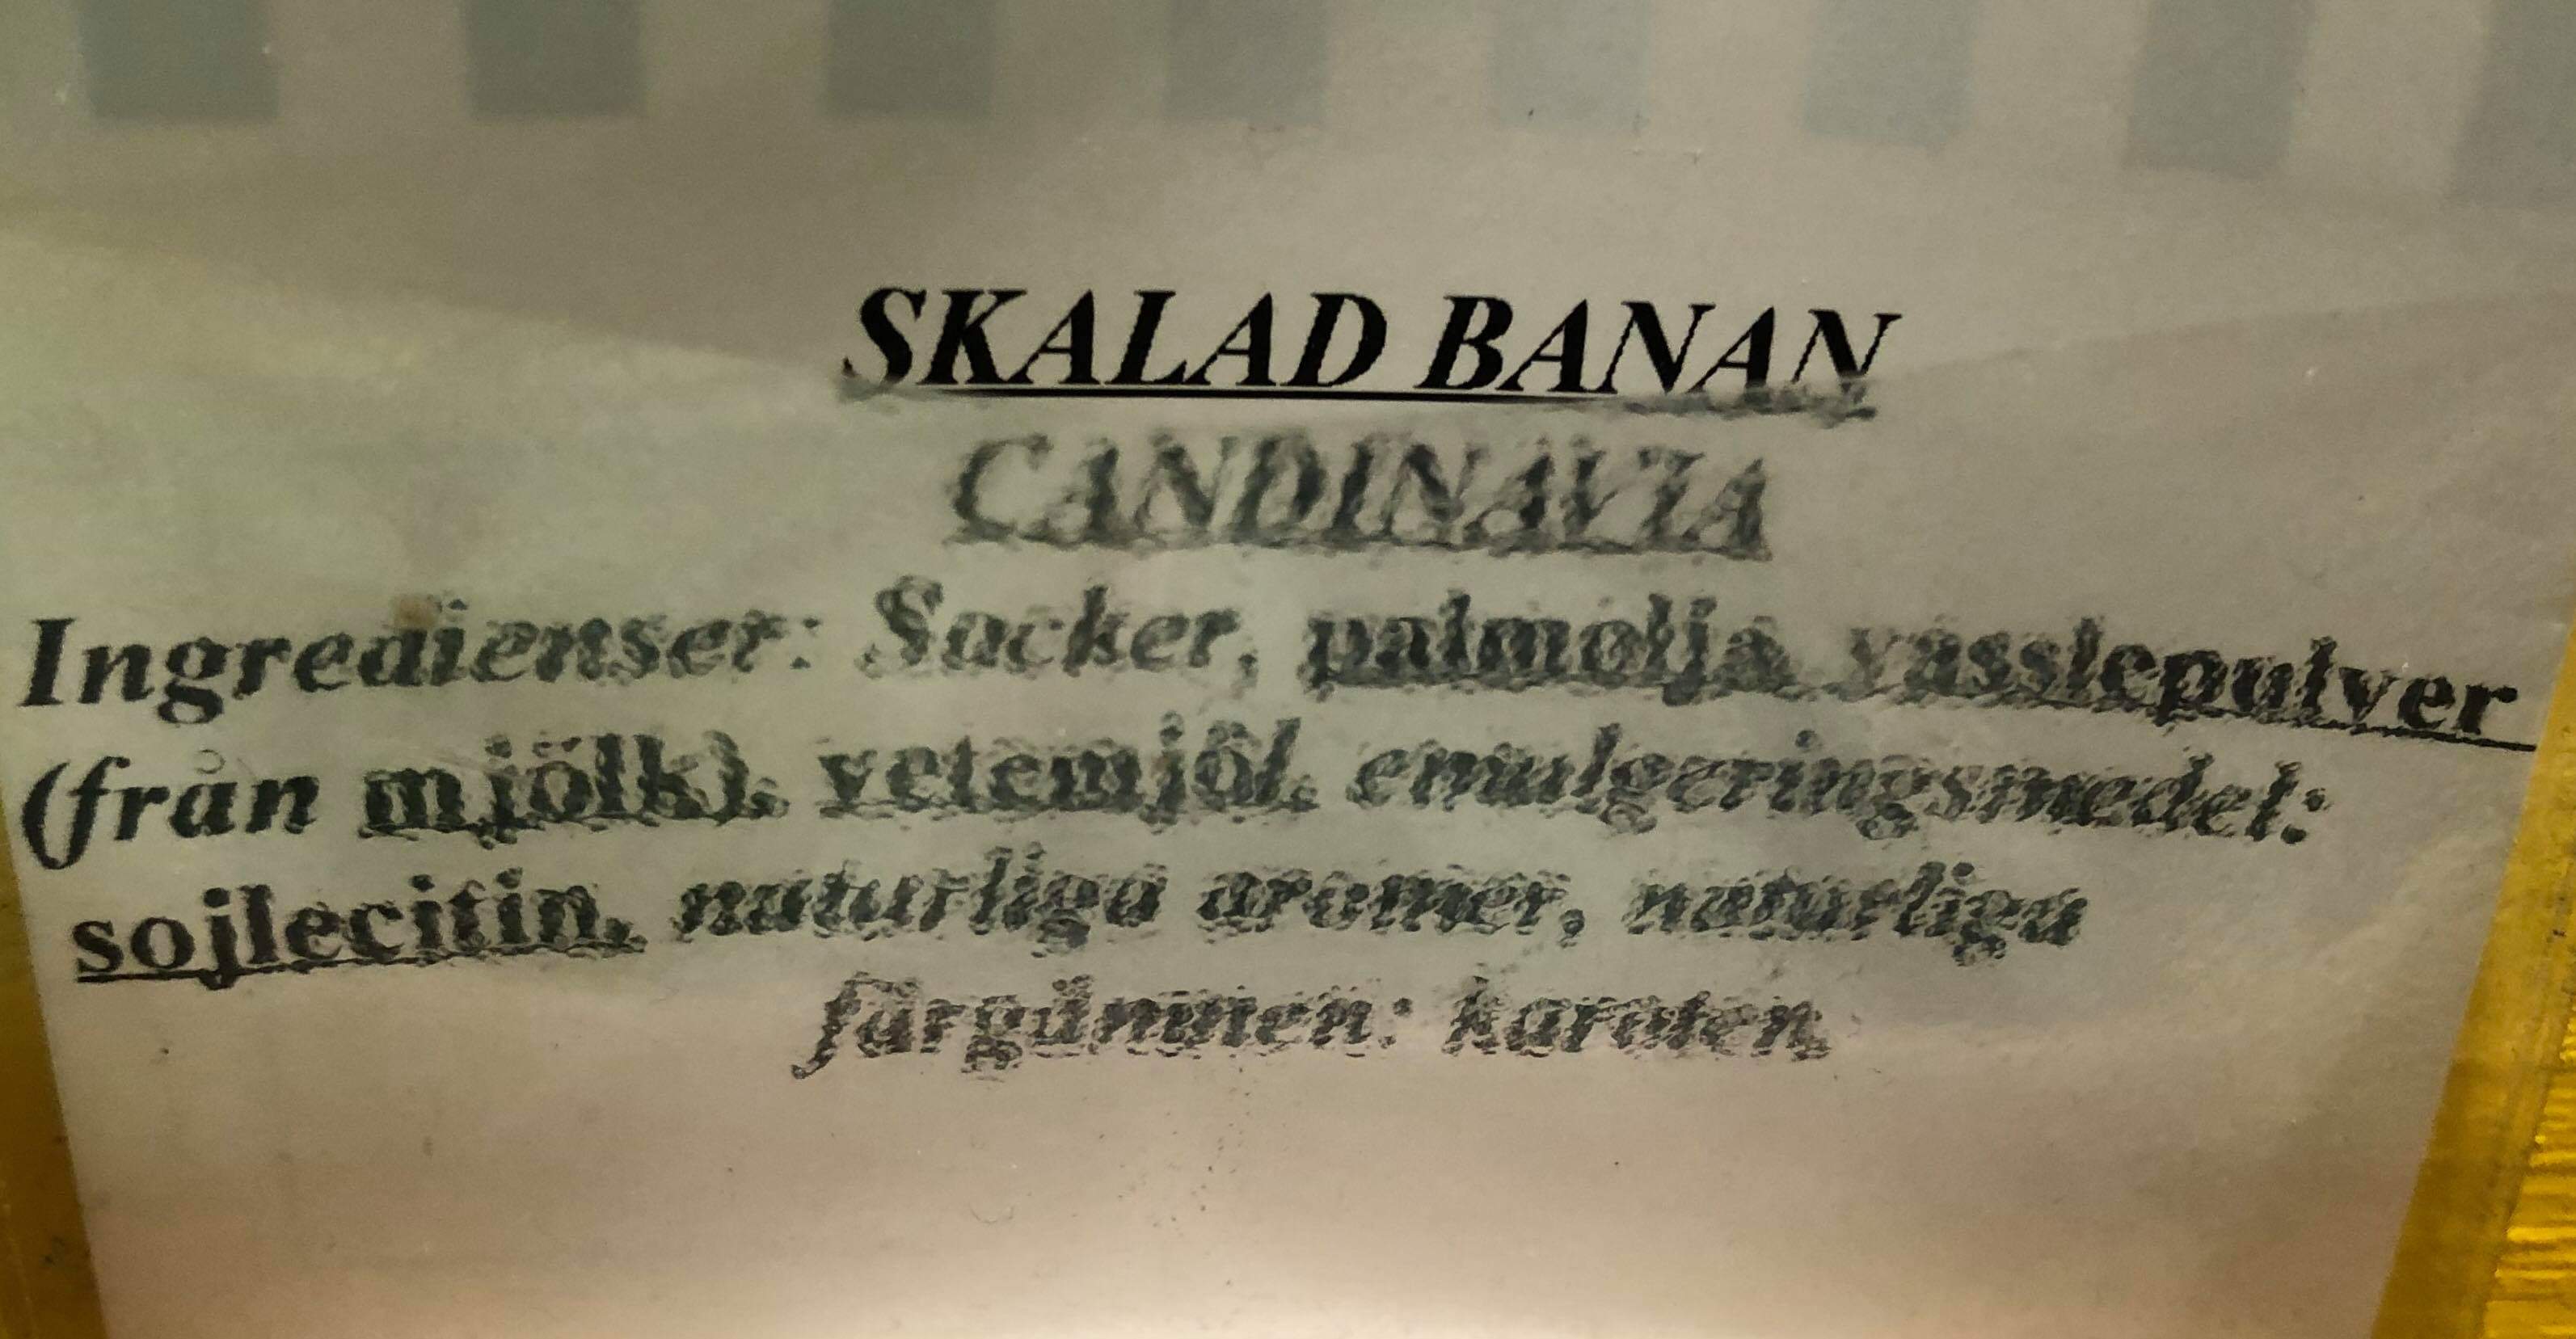 SKALAD BANAN
CANDINAVIA
Ingredienser: Socker, palmolja, vasslepulver
(från mjölk), vetemjöl, emulgeringsmedel:
sojlecitin, naturliga aromer, naturliga
färgämnen: karoten.